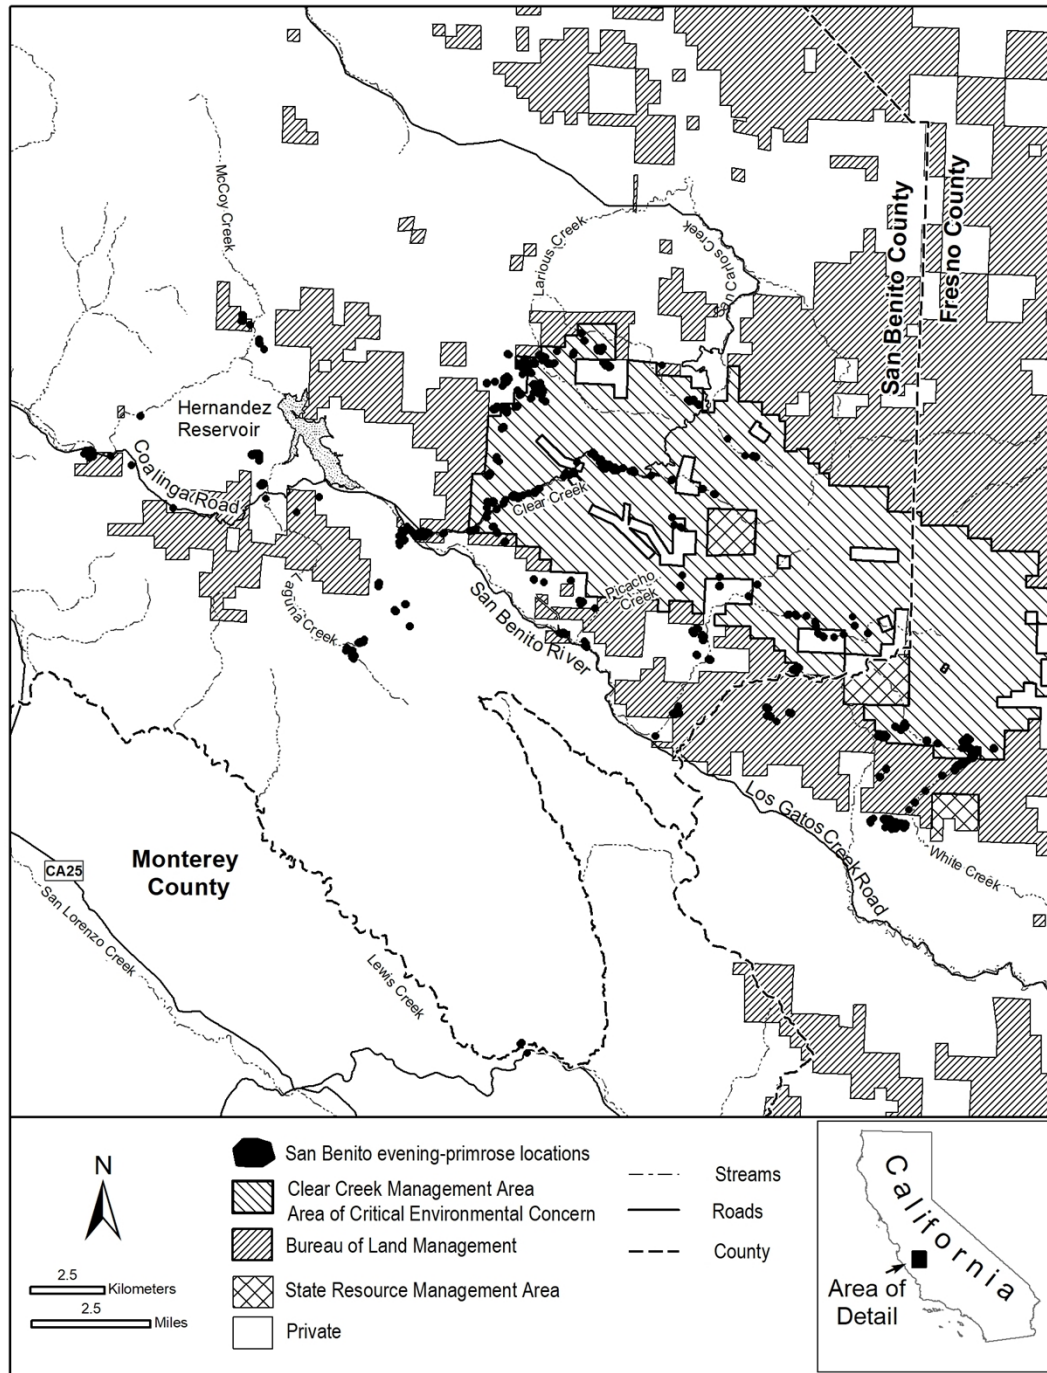 McCoy Creek
Larious Creek
San Carlos Creek
San Benito County
Fresno County
Hernandez
Reservoir
Coalinga Road
Clear Creek
Picacho
Creek
Laguna Creek
San Benito River
Los Gatos Creek Road
White Creek
Monterey
County
CA25
San Lorenzo Creek
Lewis Creek
N
2.5
Kilometers
2.5
Miles
San Benito evening-primrose locations
Clear Creek Management Area
Area of Critical Environmental Concern
Bureau of Land Management
State Resource Management Area
Private
Streams
Roads
County
California
Area of
Detail